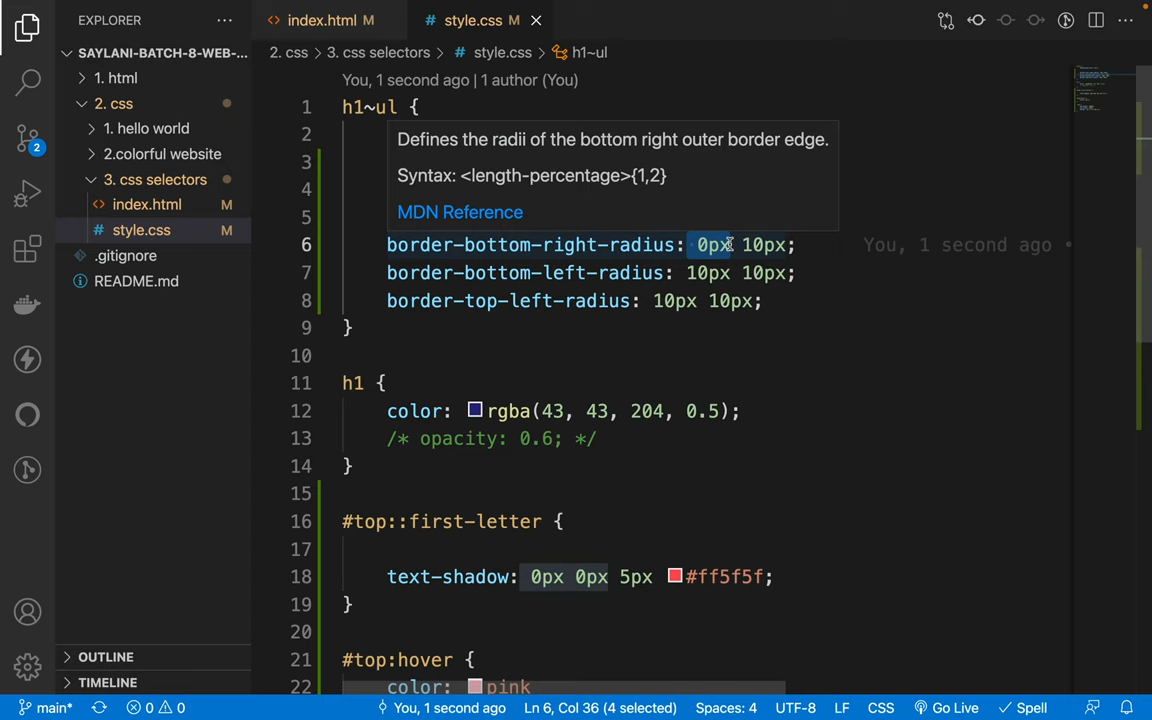 EXPLORER
index.html M
style.css M
SAYLANI-BATCH-8-WEB-...
1. html
2. css
1. hello world
2.colorful website
3. css selectors
index.html M
style.css M
.gitignore
README.md
OUTLINE
TIMELINE
2. css > 3. css selectors > # style.css > h1~ul
You, 1 second ago | 1 author (You)
1 h1~ul {
2
Defines the radii of the bottom right outer border edge.
3
Syntax: <length-percentage>{1,2}
4
5
MDN Reference
6 border-bottom-right-radius: 0px 10px; You, 1 second ago •
7 border-bottom-left-radius: 10px 10px;
8 border-top-left-radius: 10px 10px;
9 }
10
11 h1 {
12 color: rgba(43, 43, 204, 0.5);
13 /* opacity: 0.6; */
14 }
15
16 #top::first-letter {
17
18 text-shadow: 0px 0px 5px #ff5f5f;
19 }
20
21 #top:hover {
22 color: pink
2
main* 0 0 You, 1 second ago Ln 6, Col 36 (4 selected) Spaces: 4 UTF-8 LF CSS Go Live Spell